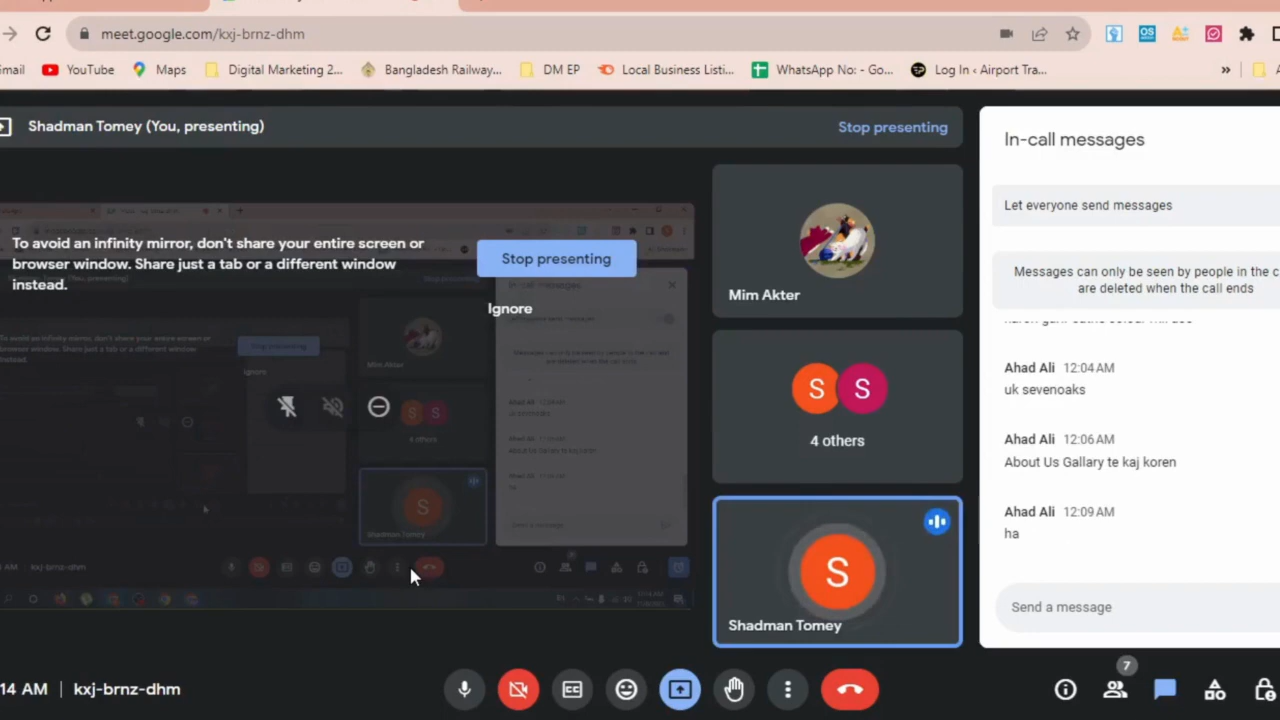 meet.google.com/kxj-brnz-dhm
YouTube
Maps
Digital Marketing 2...
Bangladesh Railway...
DM EP
Local Business Listi...
WhatsApp No: - Go...
Log In ‹ Airport Tra...
»
Shadman Tomey (You, presenting)
Stop presenting
To avoid an infinity mirror, don't share your entire screen or
browser window. Share just a tab or a different window
instead.
Stop presenting
Ignore
Mim Akter
S S
4 others
S
Shadman Tomey
In-call messages
Let everyone send messages
Messages can only be seen by people in the c
are deleted when the call ends
Ahad Ali 12:04 AM
uk sevenoaks
Ahad Ali 12:06 AM
About Us Gallary te kaj koren
Ahad Ali 12:09 AM
ha
Send a message
14 AM | kxj-brnz-dhm
7